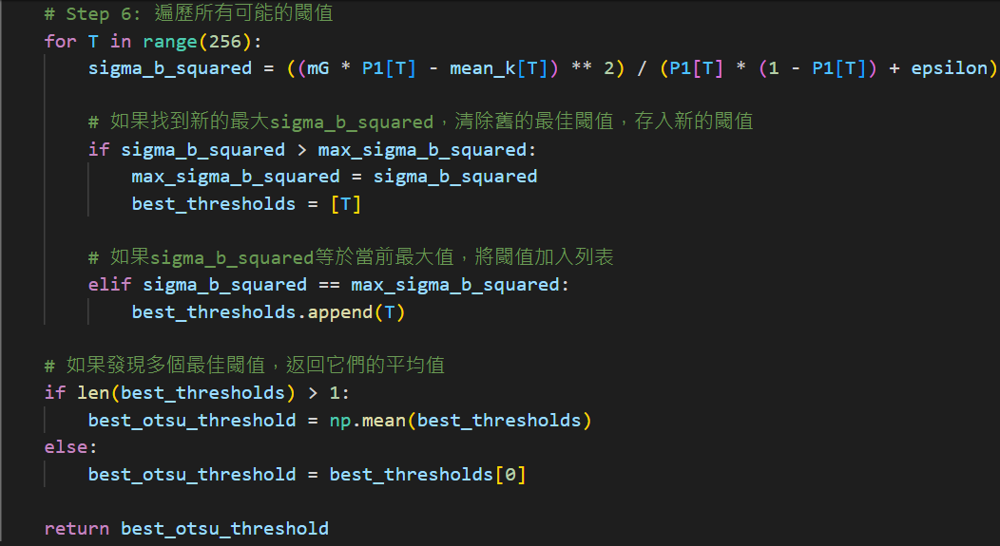 # Step 6: 遍歷所有可能的閾值
for T in range(256):
    sigma_b_squared = ((mG * P1[T] - mean_k[T]) ** 2) / (P1[T] * (1 - P1[T]) + epsilon)
    # 如果找到新的最大sigma_b_squared，清除舊的最佳閾值，存入新的閾值
    if sigma_b_squared > max_sigma_b_squared:
        max_sigma_b_squared = sigma_b_squared
        best_thresholds = [T]
    # 如果sigma_b_squared等於當前最大值，將閾值加入列表
    elif sigma_b_squared == max_sigma_b_squared:
        best_thresholds.append(T)
# 如果發現多個最佳閾值，返回它們的平均值
if len(best_thresholds) > 1:
    best_otsu_threshold = np.mean(best_thresholds)
else:
    best_otsu_threshold = best_thresholds[0]
return best_otsu_threshold